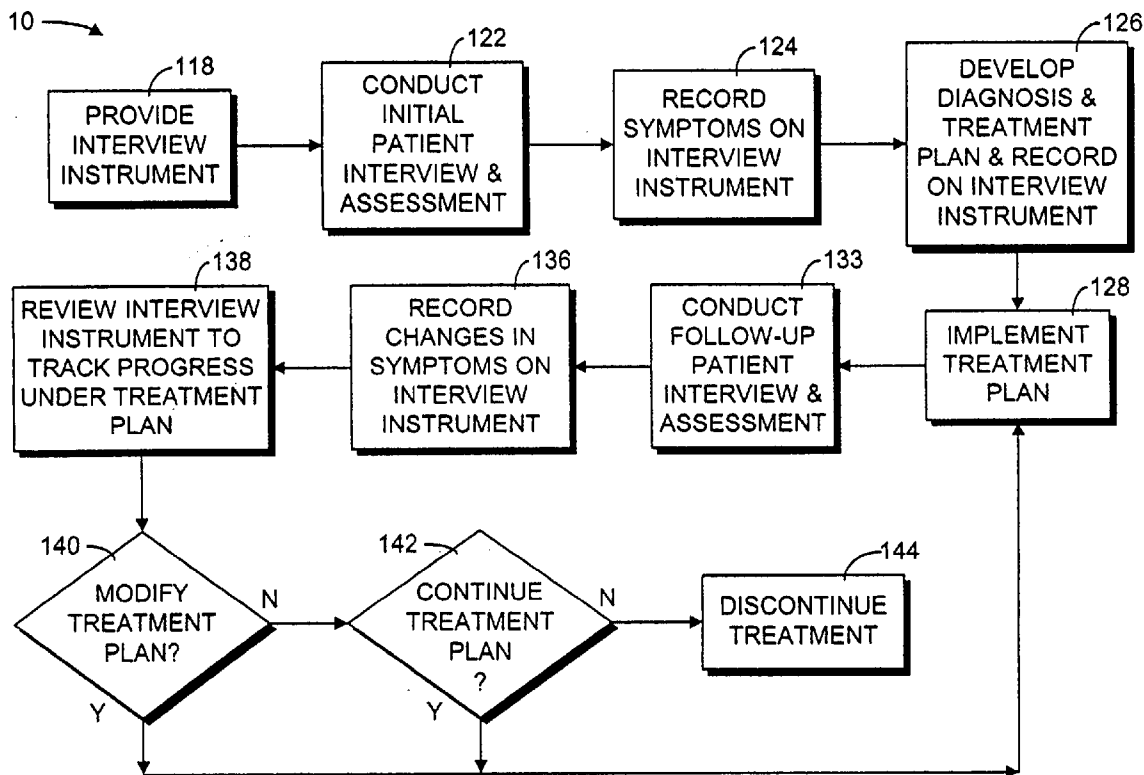 10
118
PROVIDE
INTERVIEW
INSTRUMENT
122
CONDUCT
INITIAL
PATIENT
INTERVIEW &
ASSESSMENT
124
RECORD
SYMPTOMS ON
INTERVIEW
INSTRUMENT
126
DEVELOP
DIAGNOSIS &
TREATMENT
PLAN & RECORD
ON INTERVIEW
INSTRUMENT
138
REVIEW INTERVIEW
INSTRUMENT TO
TRACK PROGRESS
UNDER TREATMENT
PLAN
136
RECORD
CHANGES IN
SYMPTOMS ON
INTERVIEW
INSTRUMENT
133
CONDUCT
FOLLOW-UP
PATIENT
INTERVIEW &
ASSESSMENT
128
IMPLEMENT
TREATMENT
PLAN
140
MODIFY
TREATMENT
PLAN?
N
Y
142
CONTINUE
TREATMENT
PLAN
?
N
Y
144
DISCONTINUE
TREATMENT